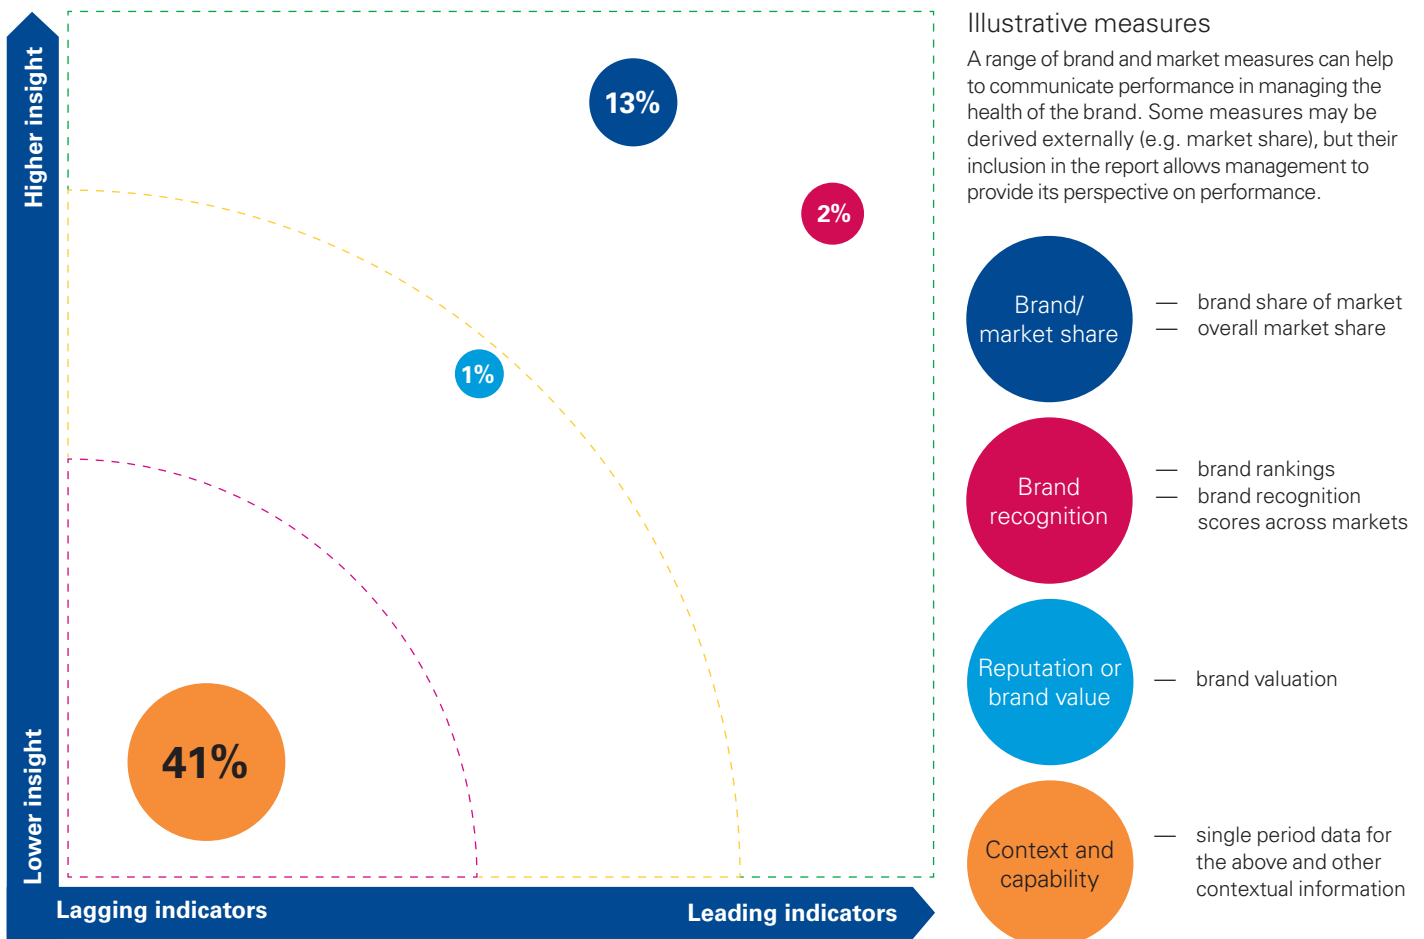 Higher insight
Lower insight
13%
2%
1%
41%
Lagging indicators
Leading indicators
Illustrative measures
A range of brand and market measures can help
to communicate performance in managing the
health of the brand. Some measures may be
derived externally (e.g. market share), but their
inclusion in the report allows management to
provide its perspective on performance.
Brand/
market share
— brand share of market
— overall market share
Brand
recognition
— brand rankings
— brand recognition
scores across markets
Reputation or
brand value
— brand valuation
Context and
capability
— single period data for
the above and other
contextual information